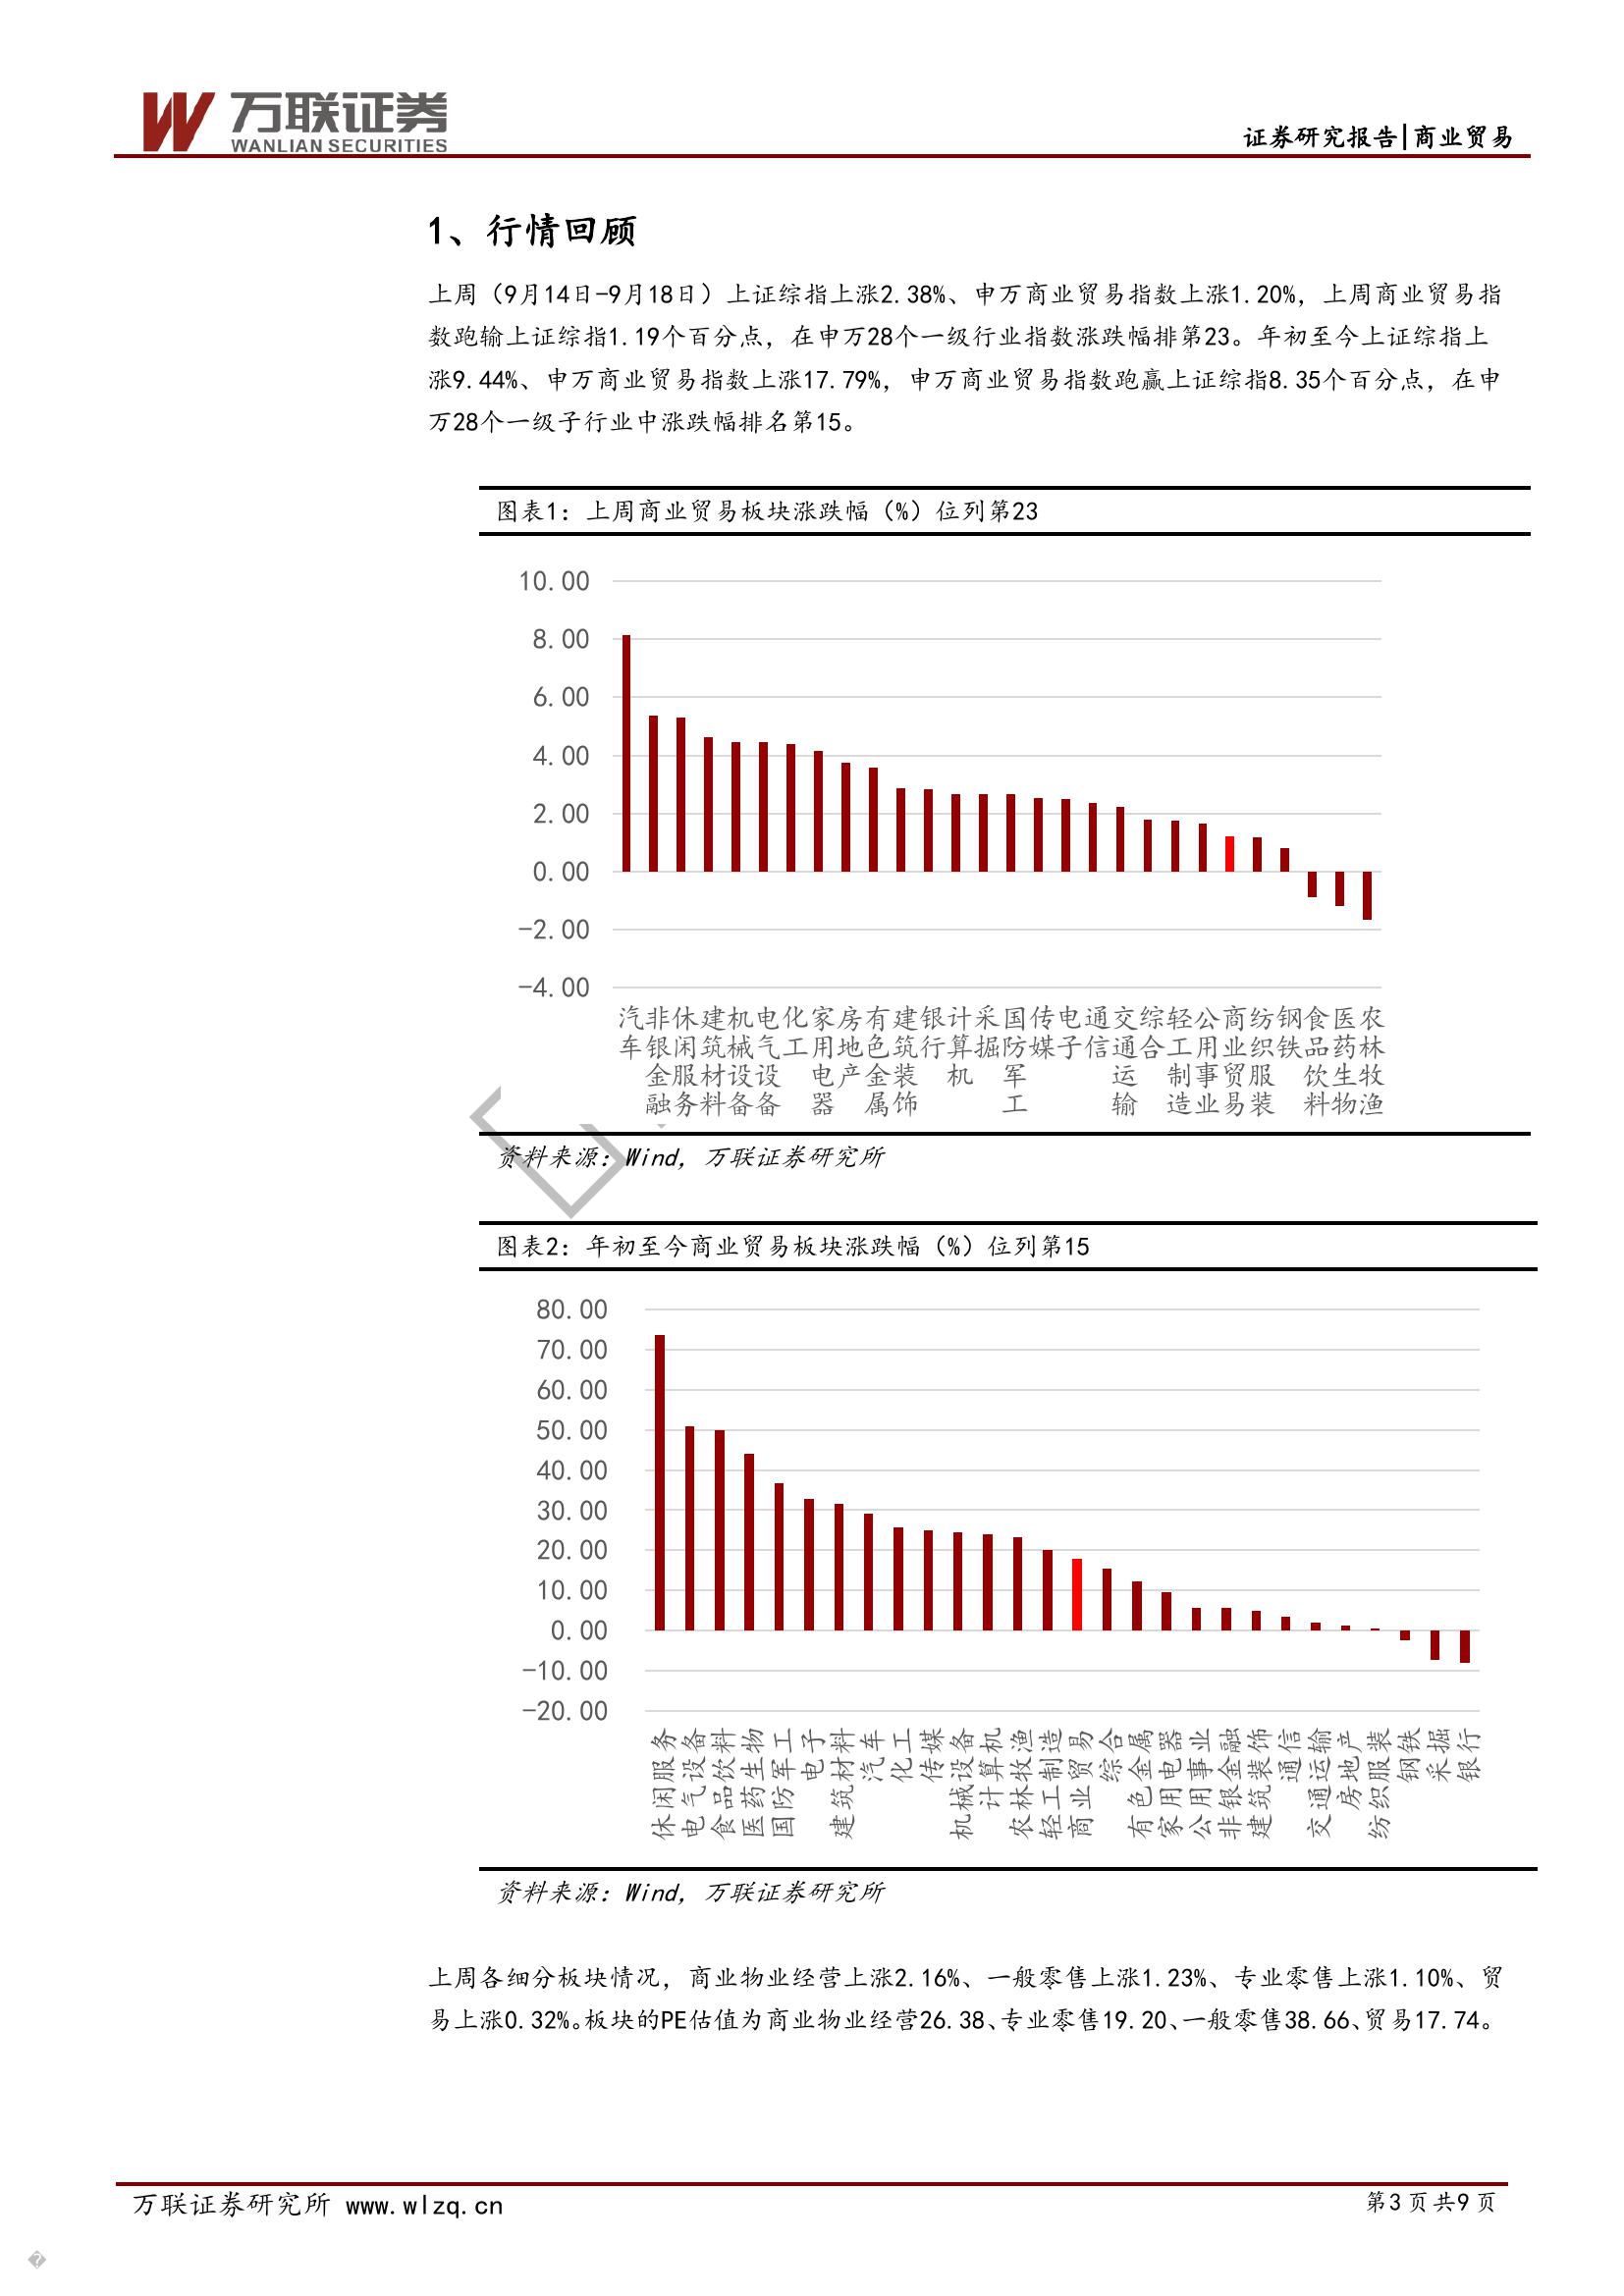 万联证券
WANLIAN SECURITIES
证券研究报告|商业贸易
1、行情回顾
上周（9月14日-9月18日）上证综指上涨2.38%、申万商业贸易指数上涨1.20%，上周商业贸易指
数跑输上证综指1.19个百分点，在申万28个一级行业指数涨跌幅排第23。年初至今上证综指上
涨9.44%、申万商业贸易指数上涨17.79%，申万商业贸易指数跑赢上证综指8.35个百分点，在申
万28个一级子行业中涨跌幅排名第15。
图表1：上周商业贸易板块涨跌幅（%）位列第23
10.00
8.00
6.00
4.00
2.00
0.00
-2.00
-4.00
汽车
非银金融
休闲服务
建筑材料
机械设备
电气设备
化工
家用电器
房地产
有色金属
建筑装饰
银行
计算机
采掘
国防军工
传媒
电子
通信
交通运输
综合
轻工制造
公用事业
商业贸易
纺织服装
钢铁
食品饮料
医药生物
农林牧渔
资料来源：Wind，万联证券研究所
图表2：年初至今商业贸易板块涨跌幅（%）位列第15
80.00
70.00
60.00
50.00
40.00
30.00
20.00
10.00
0.00
-10.00
-20.00
休闲服务
电气设备
食品饮料
医药生物
国防军工
电子
建筑材料
汽车
化工
传媒
机械设备
计算机
农林牧渔
轻工制造
商业贸易
综合
有色金属
家用电器
公用事业
非银金融
建筑装饰
通信
交通运输
房地产
纺织服装
钢铁
采掘
银行
资料来源：Wind，万联证券研究所
上周各细分板块情况，商业物业经营上涨2.16%、一般零售上涨1.23%、专业零售上涨1.10%、贸
易上涨0.32%。板块的PE估值为商业物业经营26.38、专业零售19.20、一般零售38.66、贸易17.74。
万联证券研究所 www.wlzq.cn
第3页共9页